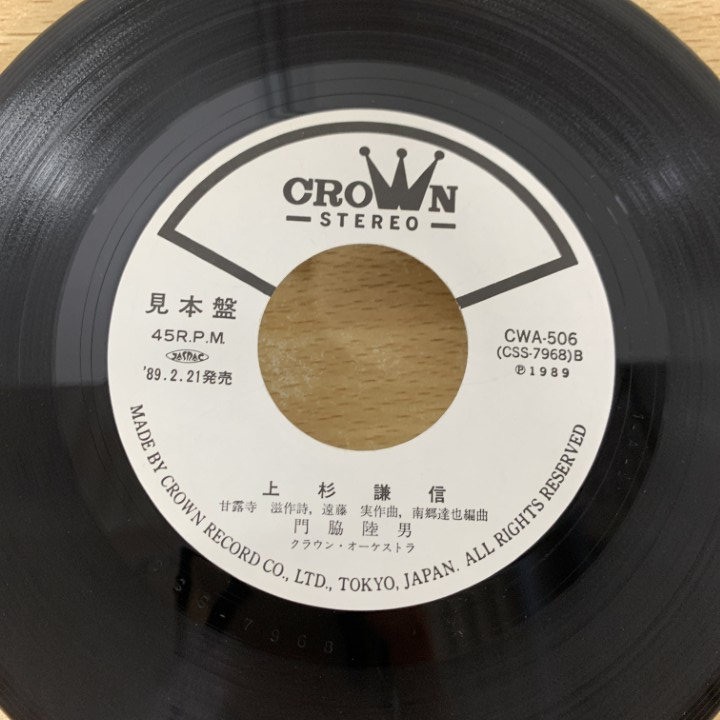 CROWN
STEREO
見本盤
45R.P.M.
JASRAC
'89.2.21発売
CWA-506
(CSS-7968)B
Ⓟ1989
上杉謙信
甘露寺 滋作詩, 遠藤 実作曲, 南郷達也編曲
門脇陸男
クラウン・オーケストラ
MADE BY CROWN RECORD CO., LTD., TOKYO, JAPAN. ALL RIGHTS RESERVED